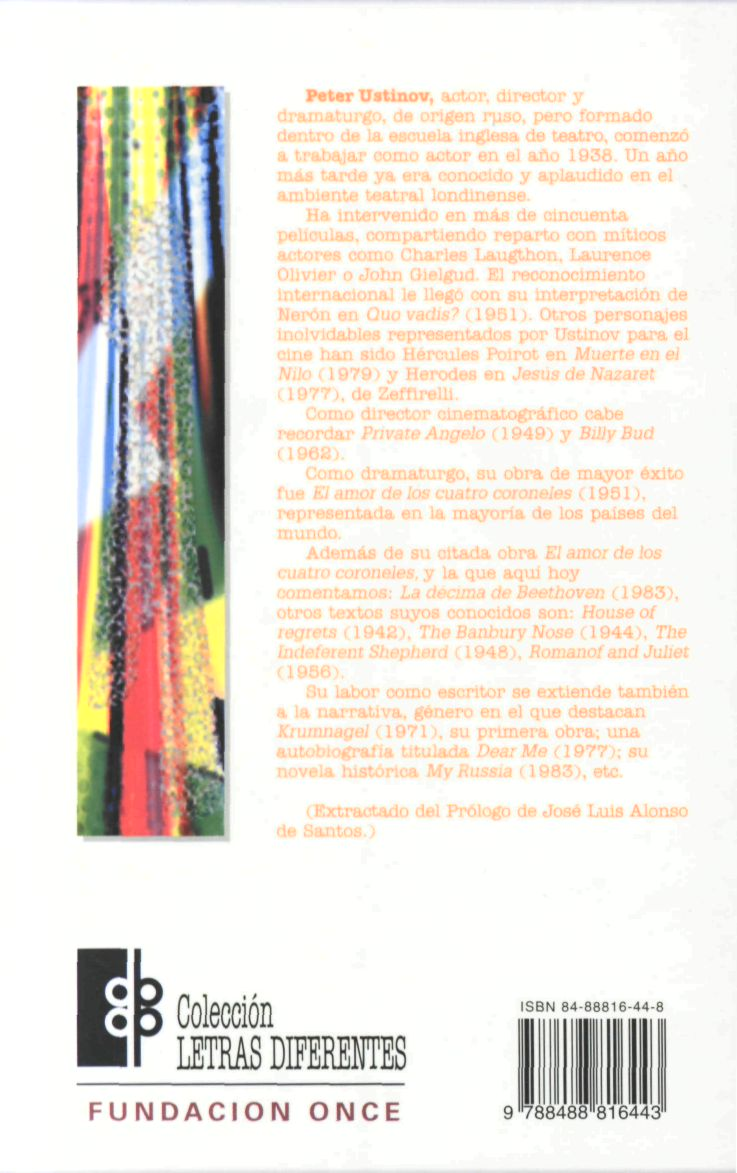 Peter Ustinov, actor, director y
dramaturgo, de origen ruso, pero formado
dentro de la escuela inglesa de teatro, comenzó
a trabajar como actor en el año 1938. Un año
más tarde ya era conocido y aplaudido en el
ambiente teatral londinense.
Ha intervenido en más de cincuenta
películas, compartiendo reparto con míticos
actores como Charles Laugthon, Laurence
Olivier o John Gielgud. El reconocimiento
internacional le llegó con su interpretación de
Nerón en Quo vadis? (1951). Otros personajes
inolvidables representados por Ustinov para el
cine han sido Hércules Poirot en Muerte en el
Nilo (1979) y Herodes en Jesús de Nazaret
(1977), de Zeffirelli.
Como director cinematográfico cabe
recordar Private Angelo (1949) y Billy Bud
(1962).
Como dramaturgo, su obra de mayor éxito
fue El amor de los cuatro coroneles (1951),
representada en la mayoría de los países del
mundo.
Además de su citada obra El amor de los
cuatro coroneles, y la que aquí hoy
comentamos: La décima de Beethoven (1983),
otros textos suyos conocidos son: House of
regrets (1942), The Banbury Nose (1944), The
Indeferent Shepherd (1948), Romanof and Juliet
(1956).
Su labor como escritor se extiende también
a la narrativa, género en el que destacan
Krumnagel (1971), su primera obra; una
autobiografía titulada Dear Me (1977); su
novela histórica My Russia (1983), etc.
(Extractado del Prólogo de José Luis Alonso
de Santos.)
Colección
LETRAS DIFERENTES
FUNDACION ONCE
ISBN 84-88816-44-8
9 788488 816443